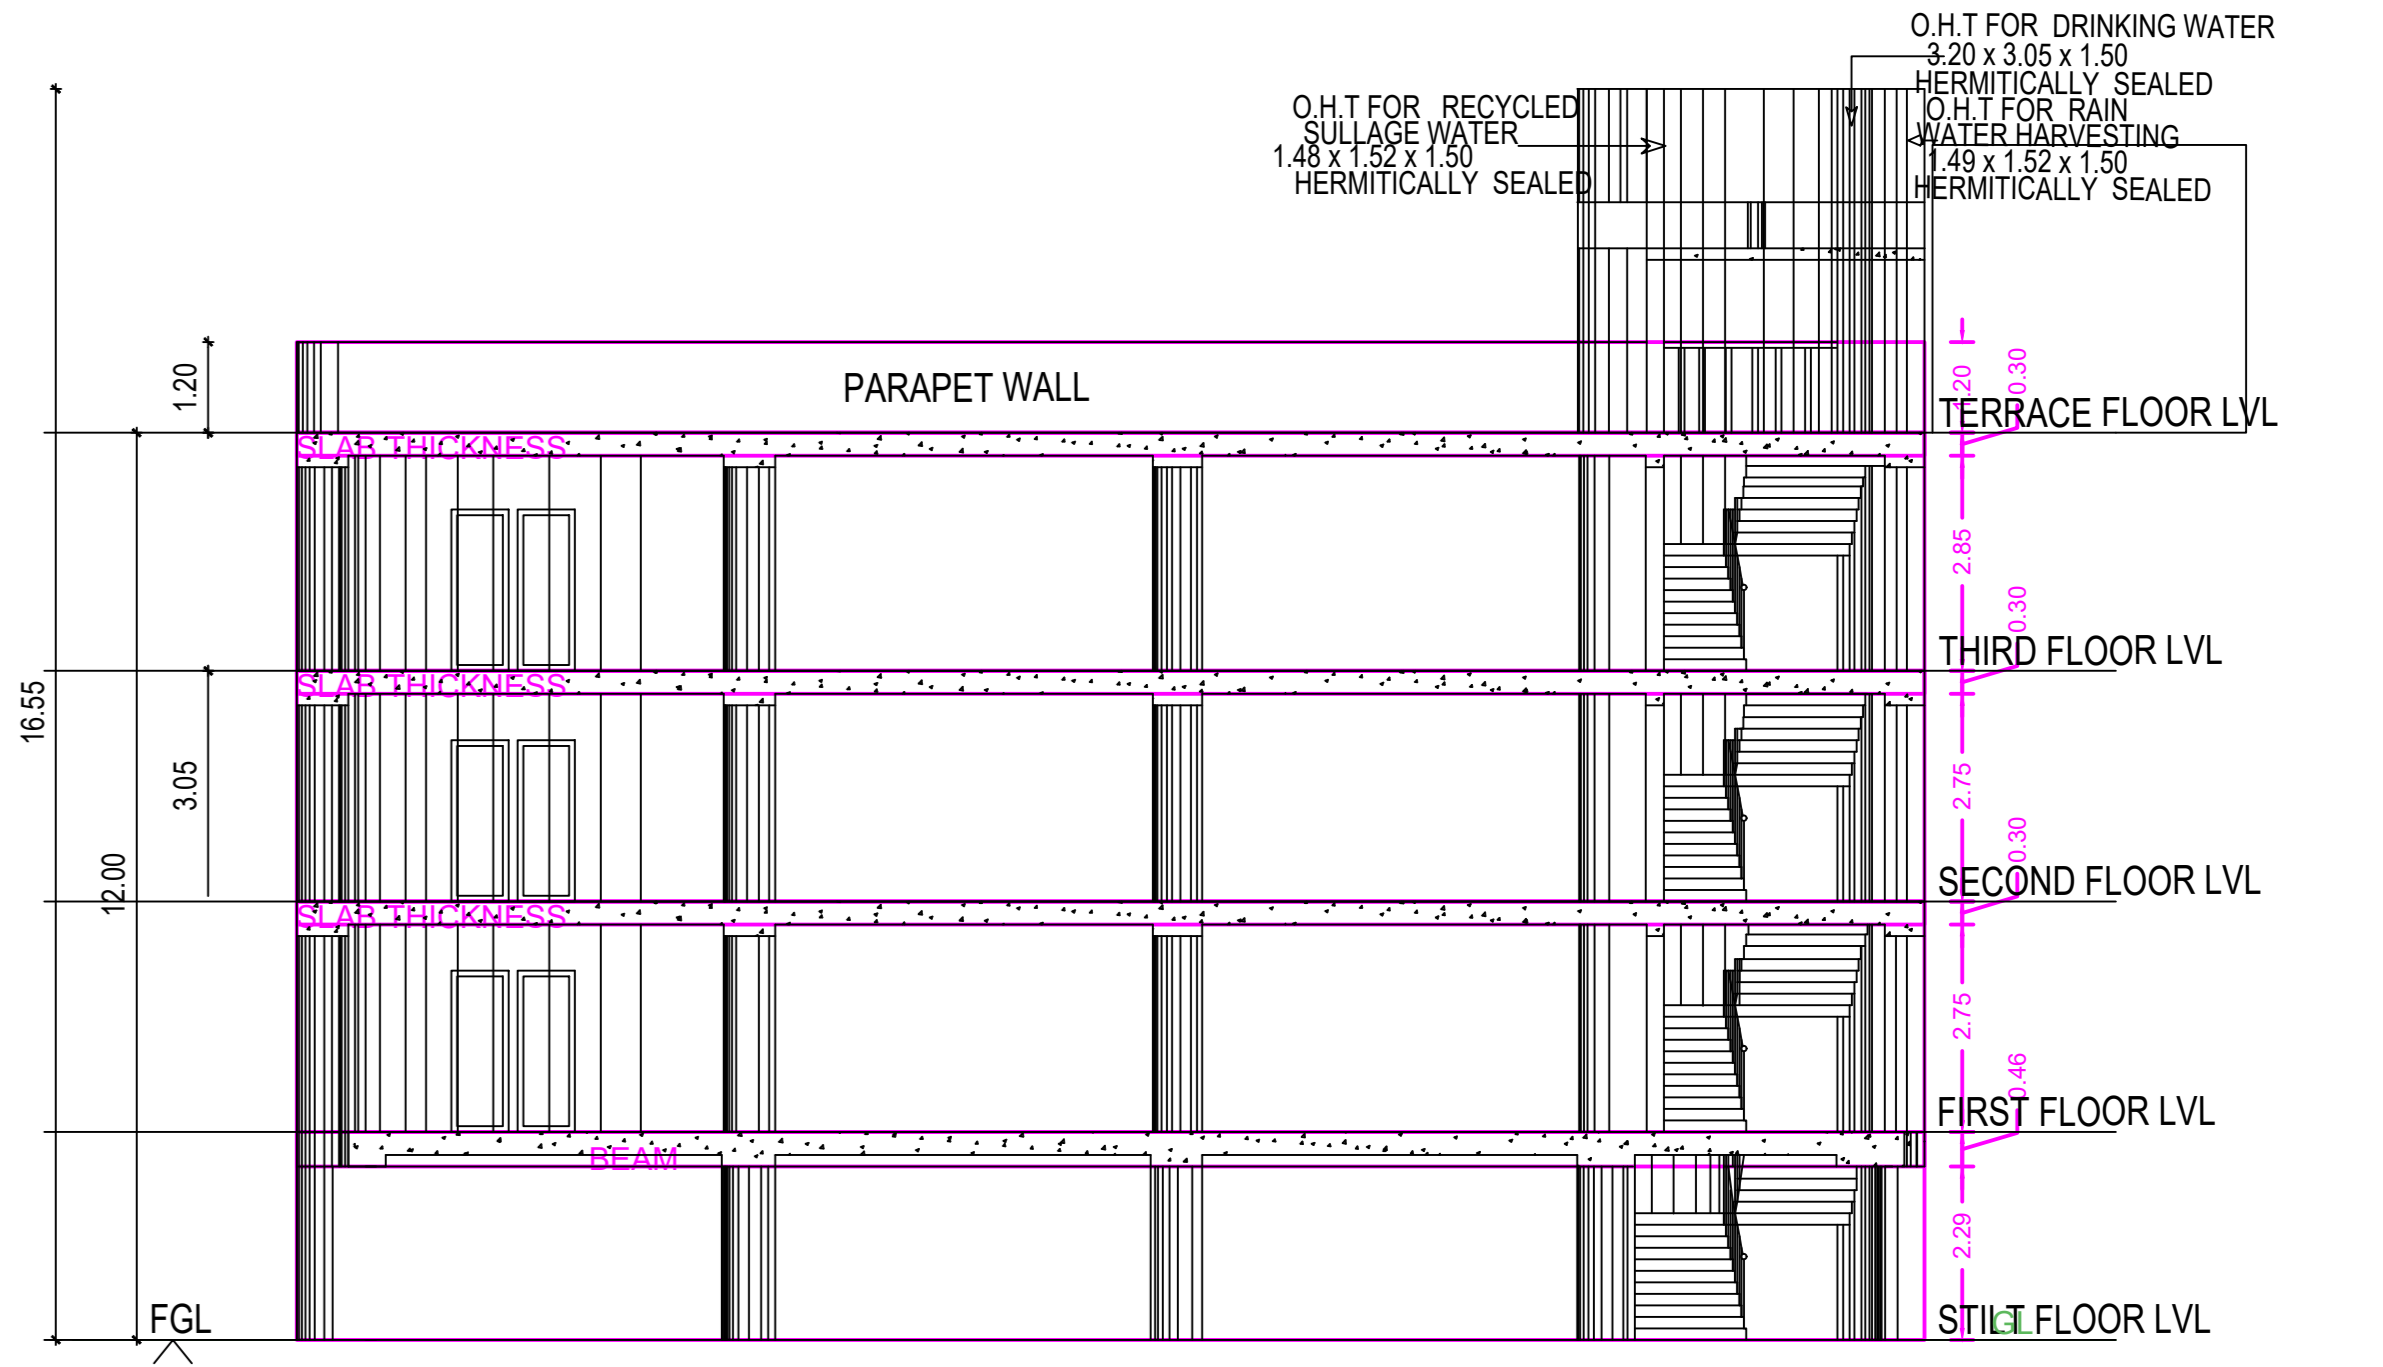 O.H.T FOR DRINKING WATER
3.20 x 3.05 x 1.50
HERMITICALLY SEALED
O.H.T FOR RECYCLED
SULLAGE WATER
1.48 x 1.52 x 1.50
HERMITICALLY SEALED
O.H.T FOR RAIN
WATER HARVESTING
1.49 x 1.52 x 1.50
HERMITICALLY SEALED
1.20
PARAPET WALL
1.20
0.30
TERRACE FLOOR LVL
SLAB THICKNESS
2.85
0.30
THIRD FLOOR LVL
SLAB THICKNESS
16.55
3.05
2.75
0.30
12.00
SECOND FLOOR LVL
SLAB THICKNESS
2.75
0.46
FIRST FLOOR LVL
BEAM
2.29
FGL
STILT FLOOR LVL
GL